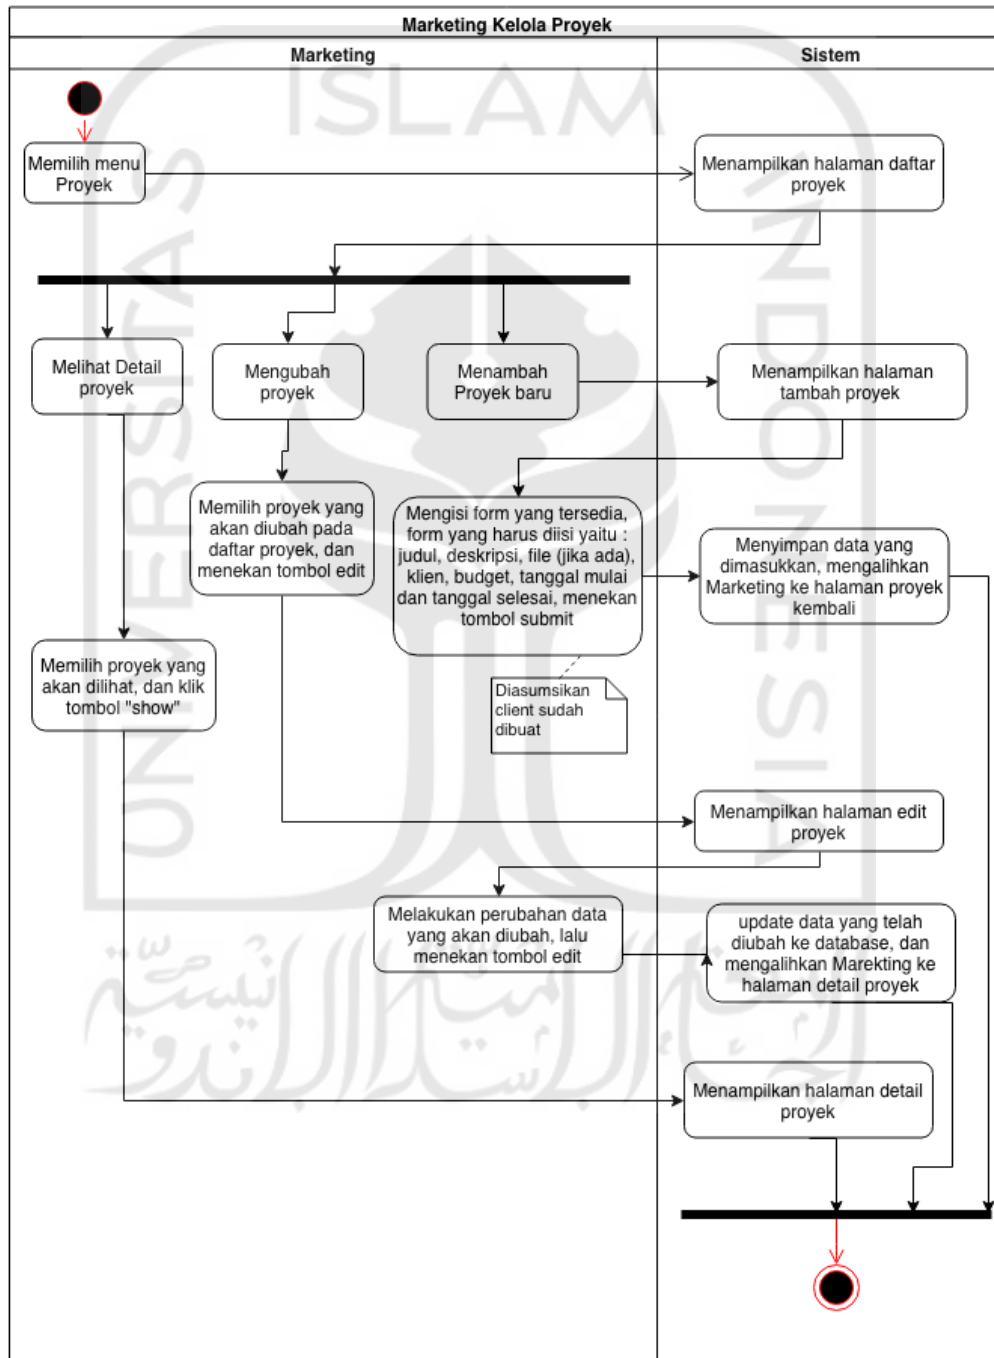 Marketing Kelola Proyek
Marketing
Sistem
Memilih menu
Proyek
Menampilkan halaman daftar
proyek
Melihat Detail
proyek
Mengubah
proyek
Menambah
Proyek baru
Menampilkan halaman
tambah proyek
Memilih proyek yang
akan diubah pada
daftar proyek, dan
menekan tombol edit
Mengisi form yang tersedia,
form yang harus diisi yaitu :
judul, deskripsi, file (jika ada),
klien, budget, tanggal mulai
dan tanggal selesai, menekan
tombol submit
Menyimpan data yang
dimasukkan, mengalihkan
Marketing ke halaman proyek
kembali
Memilih proyek yang
akan dilihat, dan klik
tombol "show"
Diasumsikan
client sudah
dibuat
Menampilkan halaman edit
proyek
Melakukan perubahan data
yang akan diubah, lalu
menekan tombol edit
update data yang telah
diubah ke database, dan
mengalihkan Marekting ke
halaman detail proyek
Menampilkan halaman detail
proyek
UNIVERSITAS
ISLAM
INDONESIA